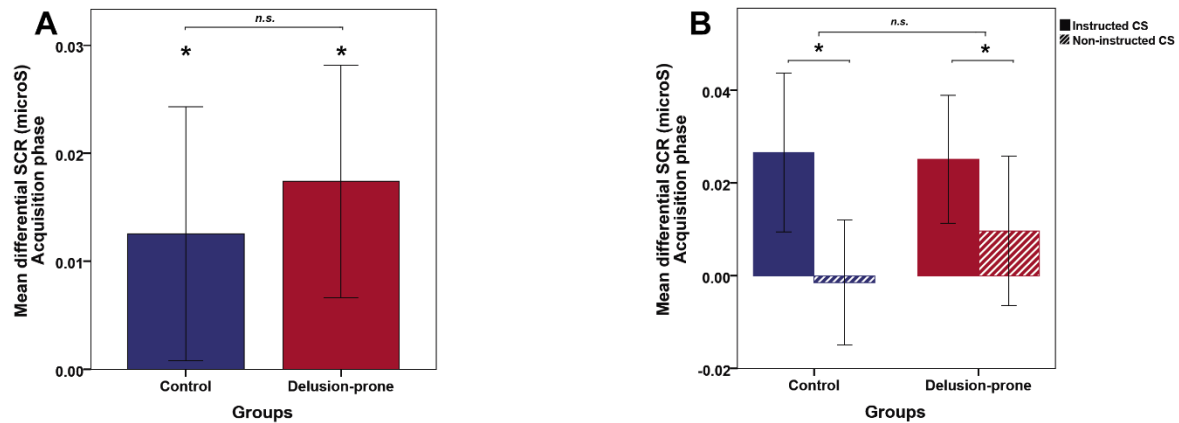 A
n.s.
*
*
Mean differential SCR (microS)
Acquisition phase
0.03
0.02
0.01
0.00
Control
Delusion-prone
Groups
B
n.s.
*
*
Instructed CS
Non-instructed CS
Mean differential SCR (microS)
Acquisition phase
0.04
0.02
0.00
-0.02
Control
Delusion-prone
Groups